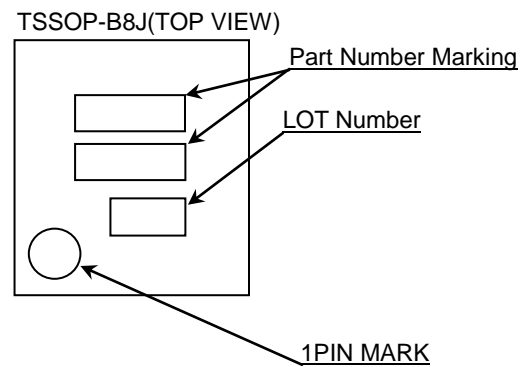 TSSOP-B8J(TOP VIEW)
Part Number Marking
LOT Number
1PIN MARK